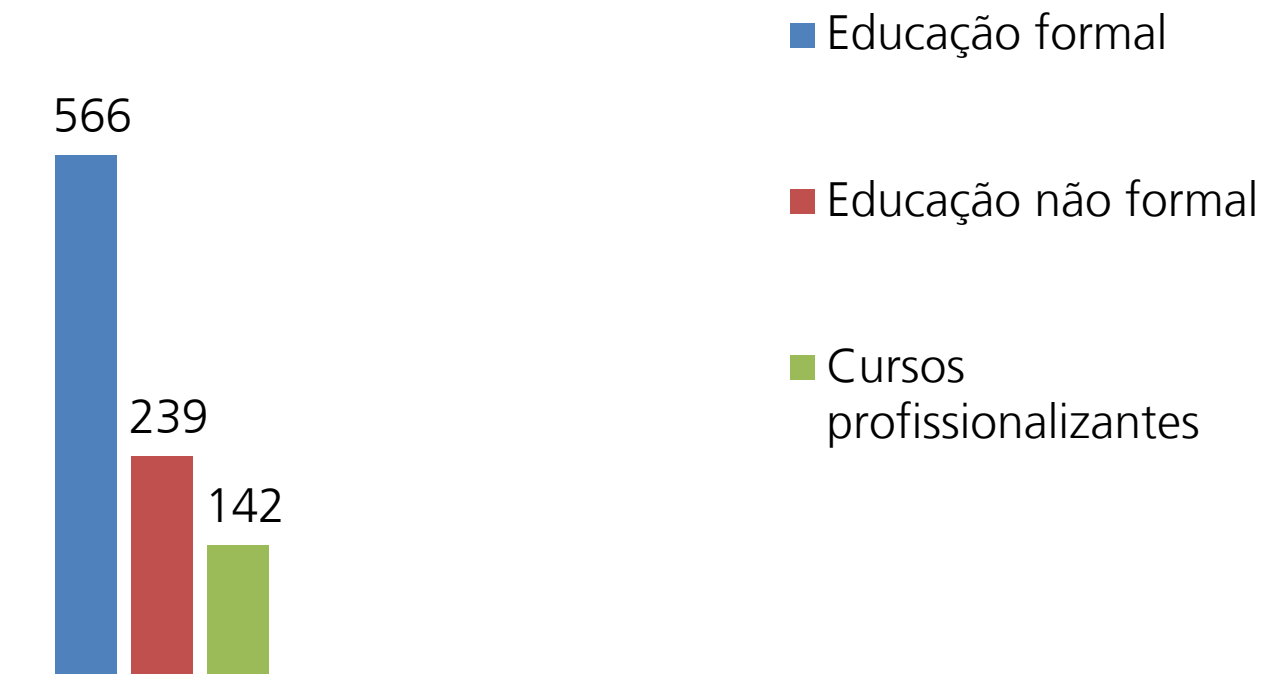 566
239
142
Educação formal
Educação não formal
Cursos
profissionalizantes